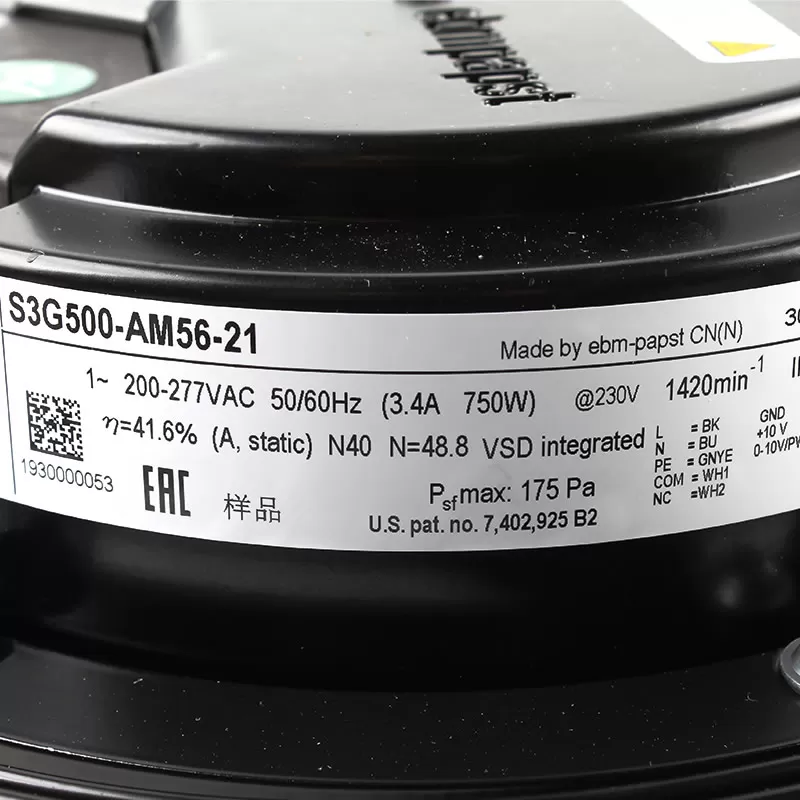 ebmpapst
S3G500-AM56-21
Made by ebm-papst CN(N)
1~ 200-277VAC 50/60Hz (3.4A 750W) @230V 1420min-1
η=41.6% (A, static) N40 N=48.8 VSD integrated
1930000053
EAC
样品
Psf max: 175 Pa
U.S. pat. no. 7,402,925 B2
L = BK
N = BU
PE = GNYE
COM = WH1
NC =WH2
GND
+10 V